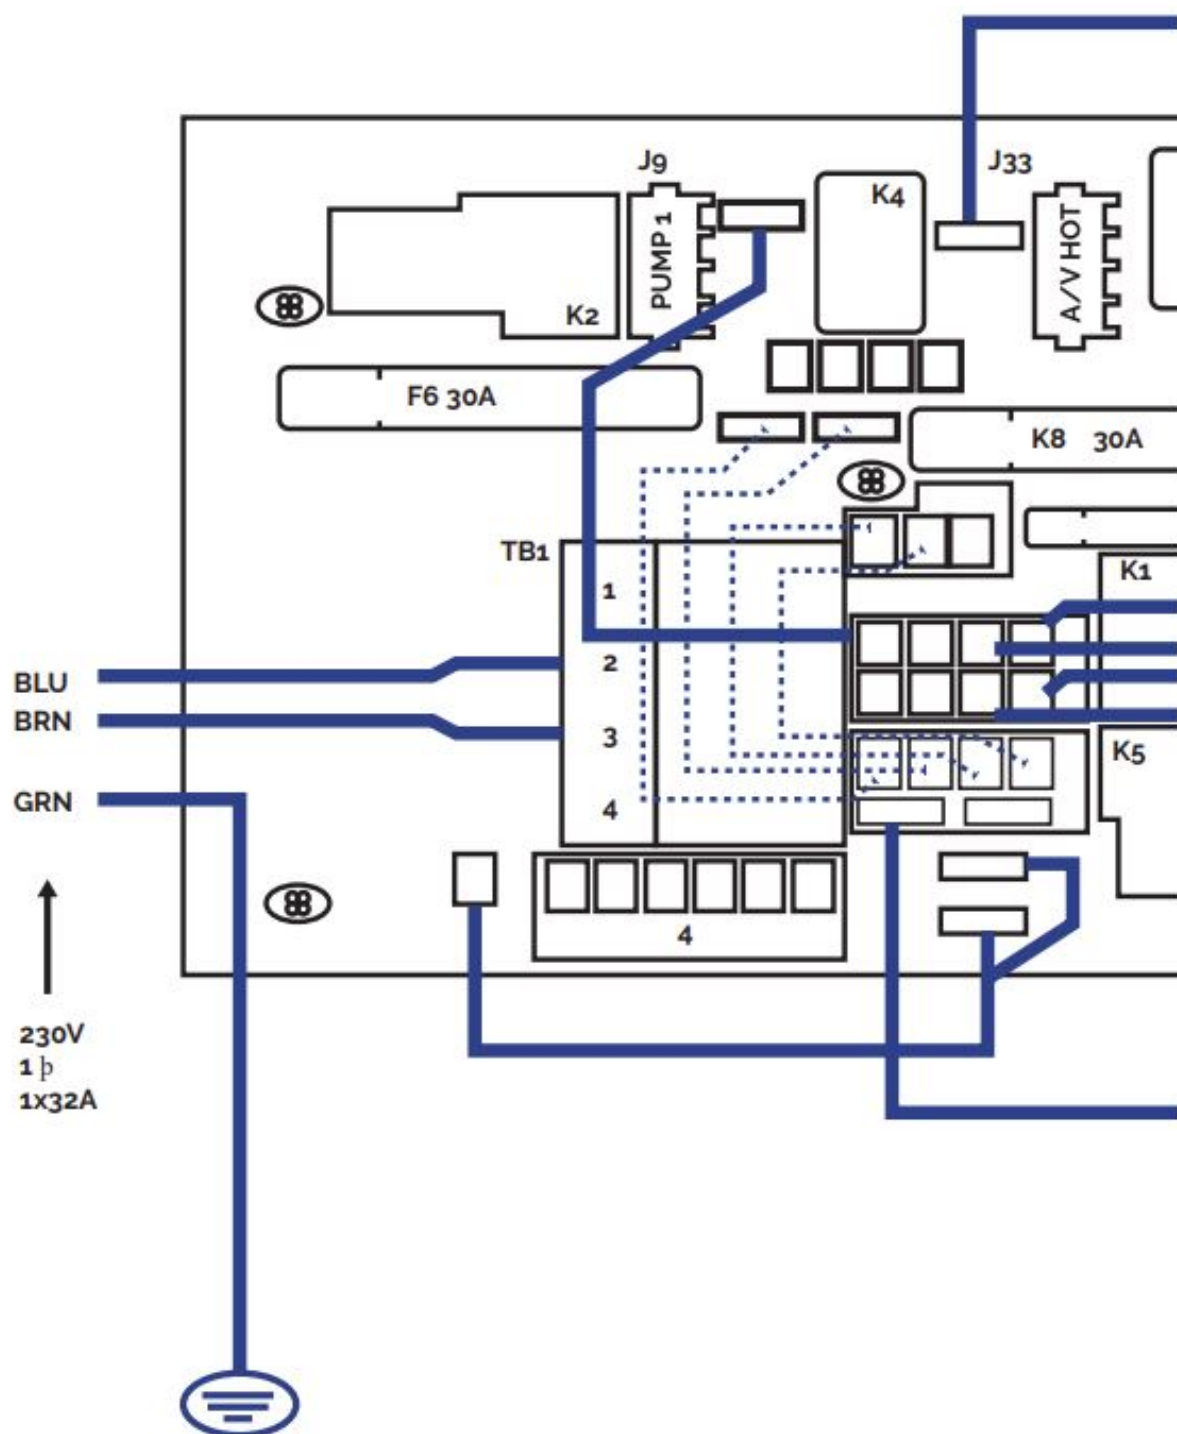 J9
J33
K4
PUMP 1
A/V HOT
K2
F6 30A
K8 30A
TB1
K1
1
2
BLU
BRN
3
K5
GRN
4
4
230V
1 þ
1x32A